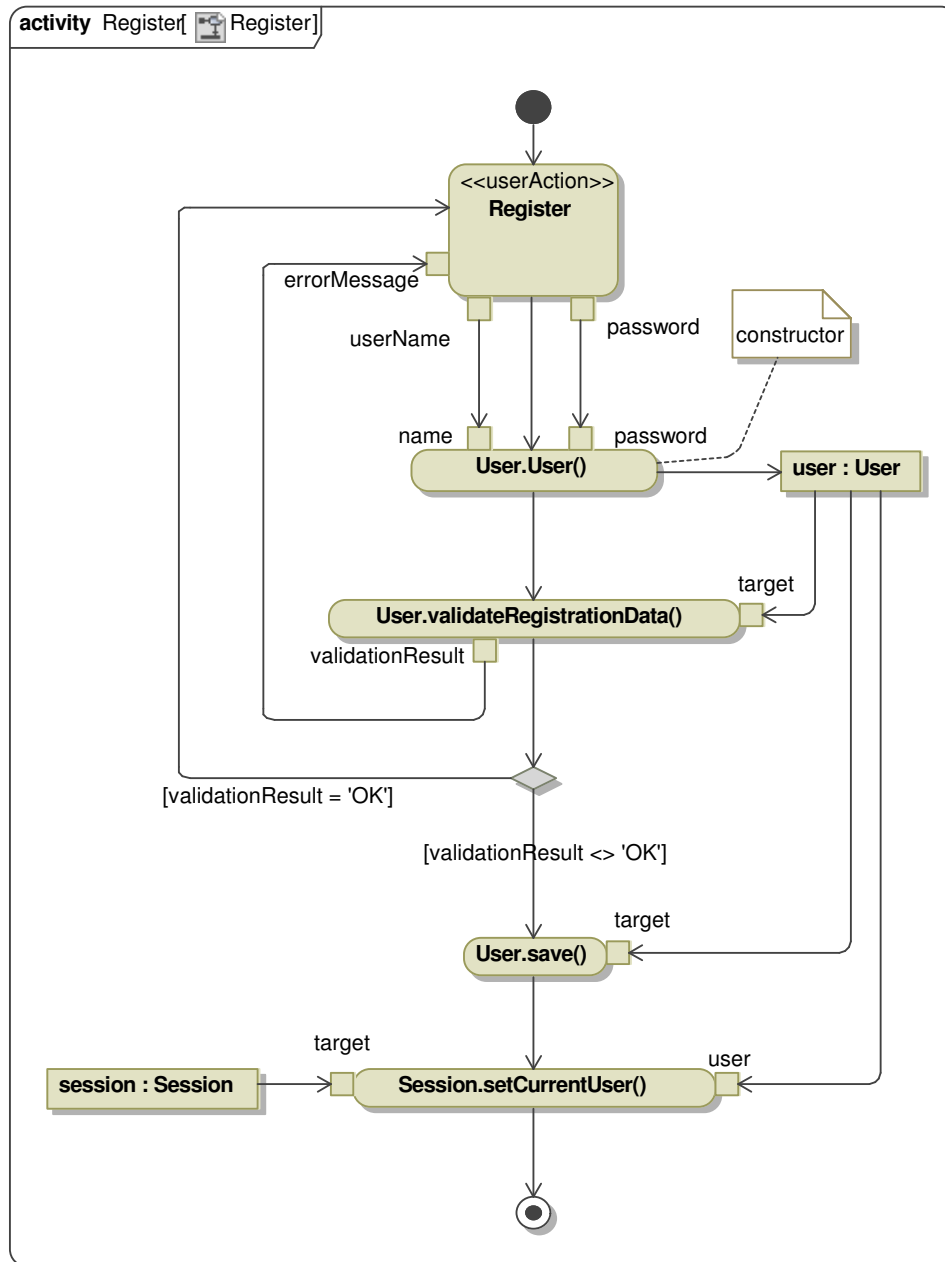 activity Register[ Register]
<<userAction>>
Register
errorMessage
userName
password
constructor
name
password
User.User()
user : User
target
User.validateRegistrationData()
validationResult
[validationResult = 'OK']
[validationResult <> 'OK']
target
User.save()
target
user
session : Session
Session.setCurrentUser()